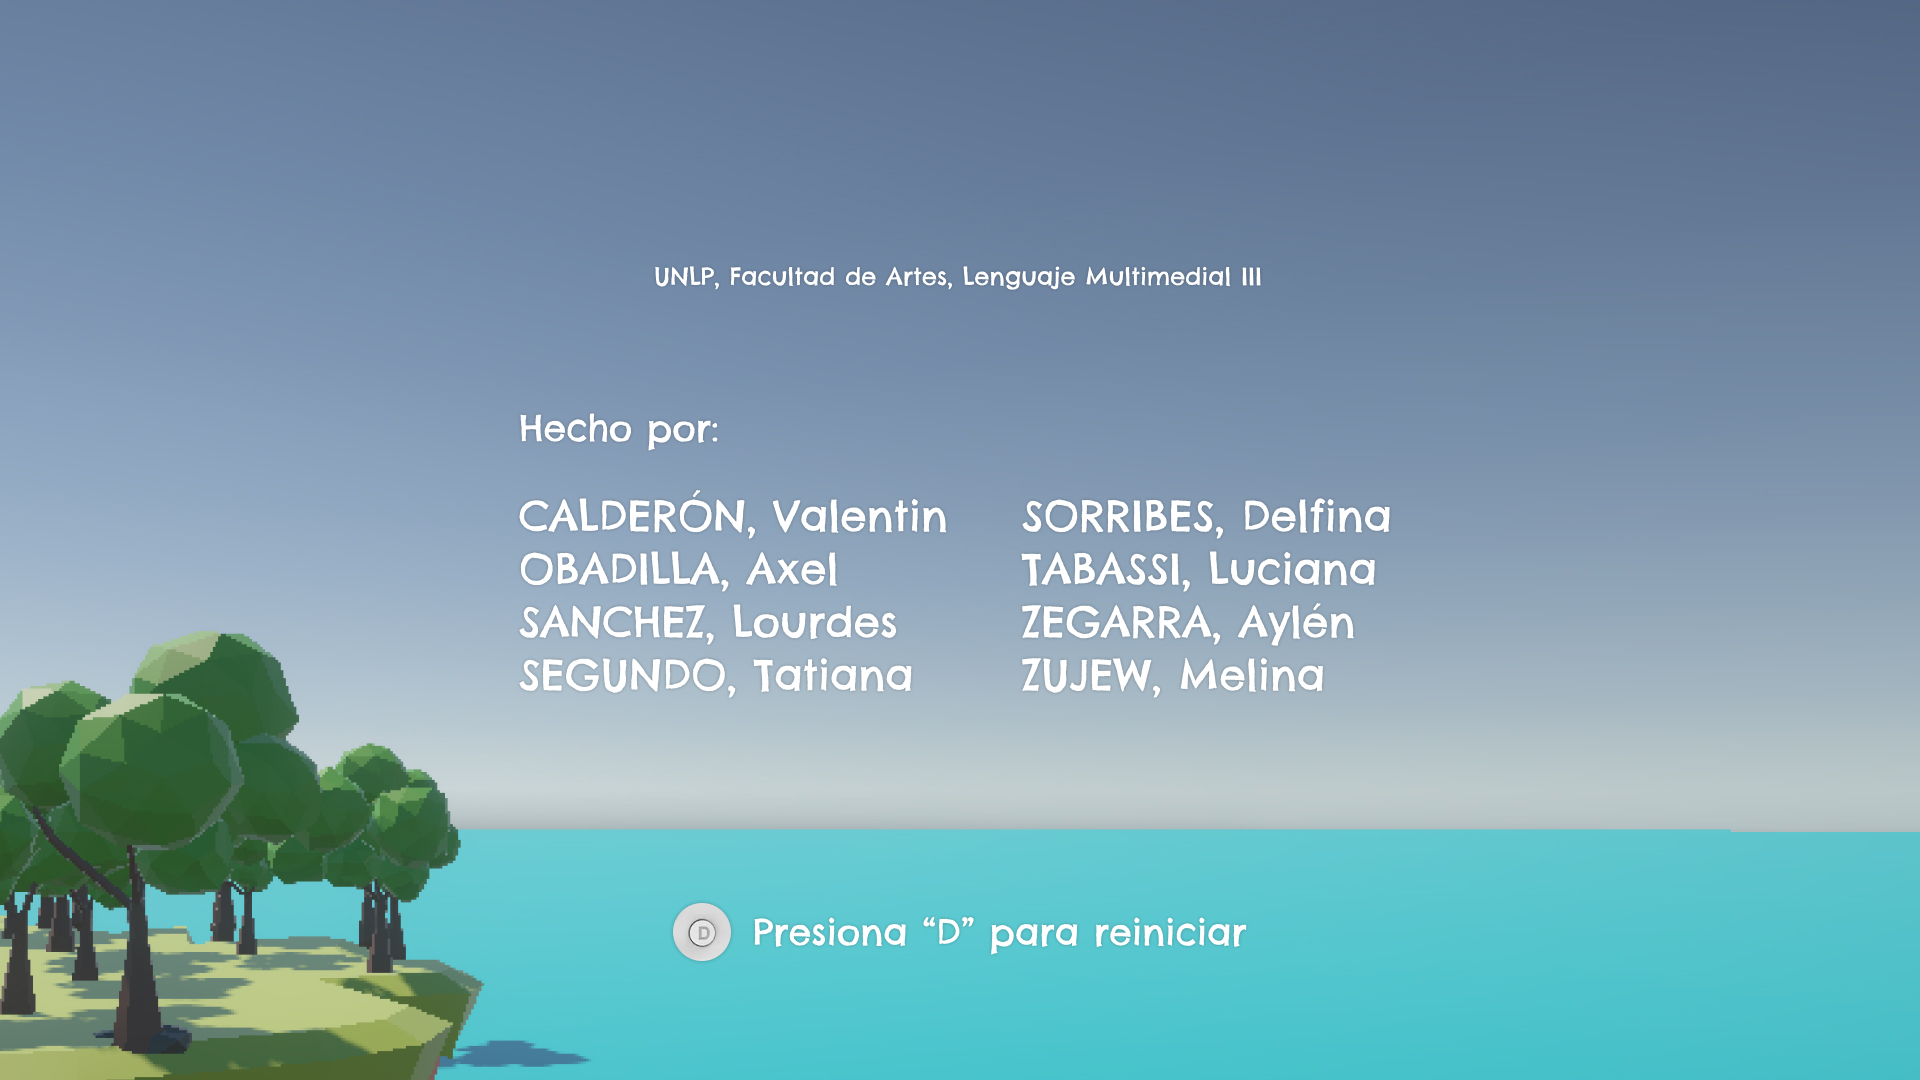 UNLP, Facultad de Artes, Lenguaje Multimedial III
Hecho por:
CALDERÓN, Valentin
OBADILLA, Axel
SANCHEZ, Lourdes
SEGUNDO, Tatiana
SORRIBES, Delfina
TABASSI, Luciana
ZEGARRA, Aylén
ZUJEW, Melina
D
Presiona “D” para reiniciar